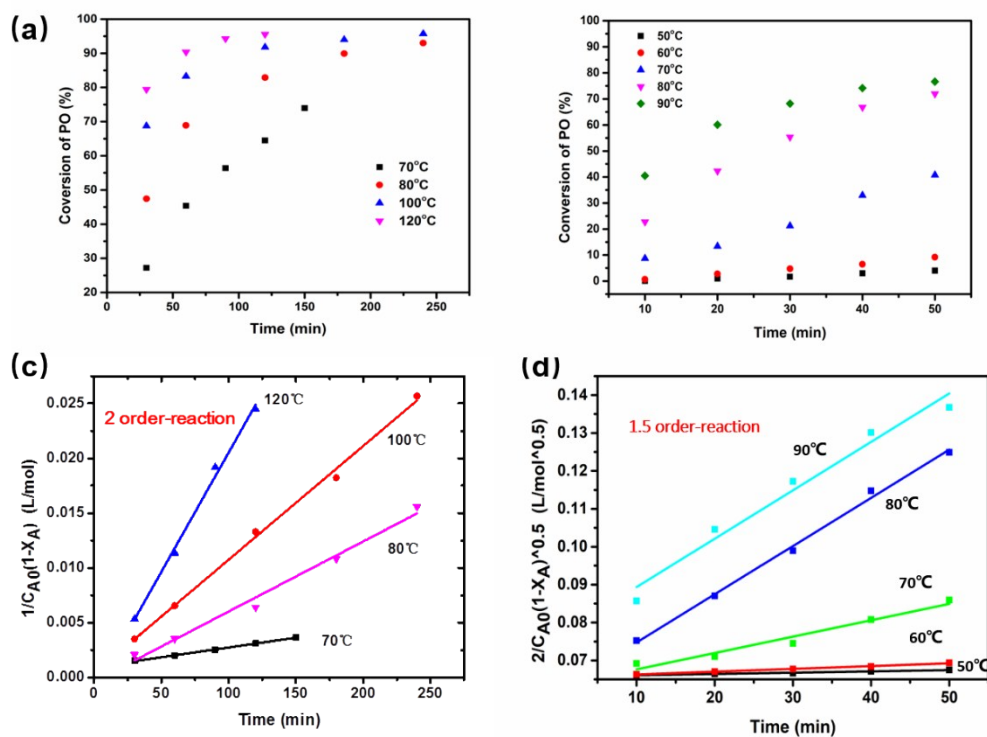 (a)
100
90
80
70
60
50
40
30
20
Coversion of PO (%)
70°C
80°C
100°C
120°C
0 50 100 150 200 250
Time (min)
100
90
80
70
60
50
40
30
20
10
0
Conversion of PO (%)
50°C
60°C
70°C
80°C
90°C
10 20 30 40 50
Time (min)
(c)
0.025
0.020
0.015
0.010
0.005
0.000
1/C_A0(1-X_A) (L/mol)
2 order-reaction
120℃
100℃
80℃
70℃
0 50 100 150 200 250
Time (min)
(d)
0.14
0.13
0.12
0.11
0.10
0.09
0.08
0.07
2/C_A0(1-X_A)^0.5 (L/mol^0.5)
1.5 order-reaction
90℃
80℃
70℃
60℃
50℃
10 20 30 40 50
Time (min)